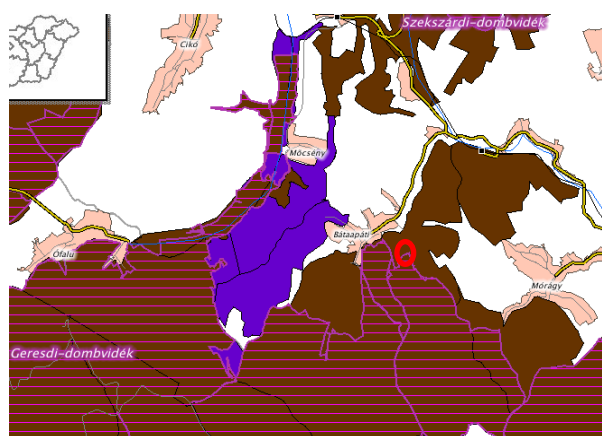 Szekszárdi-dombvidék
Cikó
Mőcsény
Bátaapáti
Ófalu
Mórágy
Geresdi-dombvidék